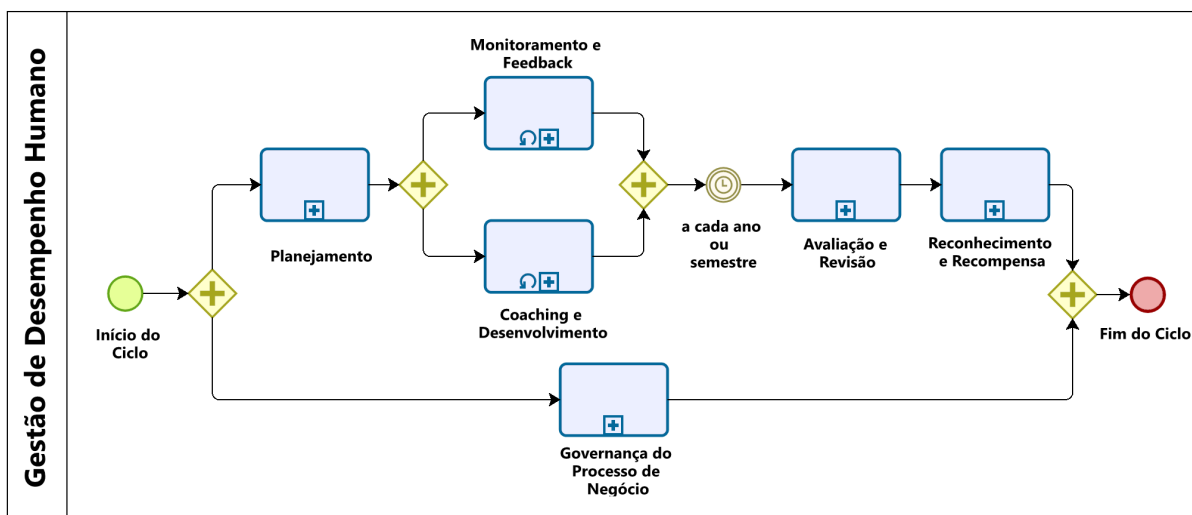 Gestão de Desempenho Humano
Início do
Ciclo
Planejamento
Monitoramento e
Feedback
Coaching e
Desenvolvimento
a cada ano
ou
semestre
Avaliação e
Revisão
Reconhecimento
e Recompensa
Governança do
Processo de
Negócio
Fim do Ciclo